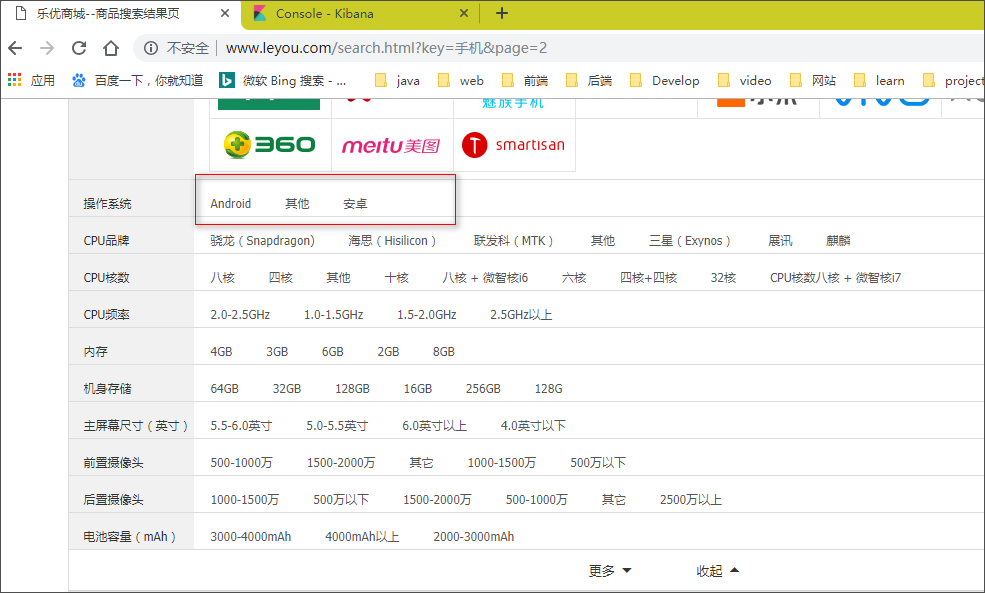 乐优商城--商品搜索结果页 Console - Kibana
不安全 www.leyou.com/search.html?key=手机&page=2
应用 百度一下，你就知道 微软 Bing 搜索 - ... java web 前端 后端 Develop video 网站 learn project
魅族手机
360 meitu美图 smartisan
操作系统 Android 其他 安卓
CPU品牌 骁龙（Snapdragon) 海思（Hisilicon） 联发科（MTK） 其他 三星（Exynos） 展讯 麒麟
CPU核数 八核 四核 其他 十核 八核 + 微智核i6 六核 四核+四核 32核 CPU核数八核 + 微智核i7
CPU频率 2.0-2.5GHz 1.0-1.5GHz 1.5-2.0GHz 2.5GHz以上
内存 4GB 3GB 6GB 2GB 8GB
机身存储 64GB 32GB 128GB 16GB 256GB 128G
主屏幕尺寸（英寸） 5.5-6.0英寸 5.0-5.5英寸 6.0英寸以上 4.0英寸以下
前置摄像头 500-1000万 1500-2000万 其它 1000-1500万 500万以下
后置摄像头 1000-1500万 500万以下 1500-2000万 500-1000万 其它 2500万以上
电池容量（mAh） 3000-4000mAh 4000mAh以上 2000-3000mAh
更多 收起